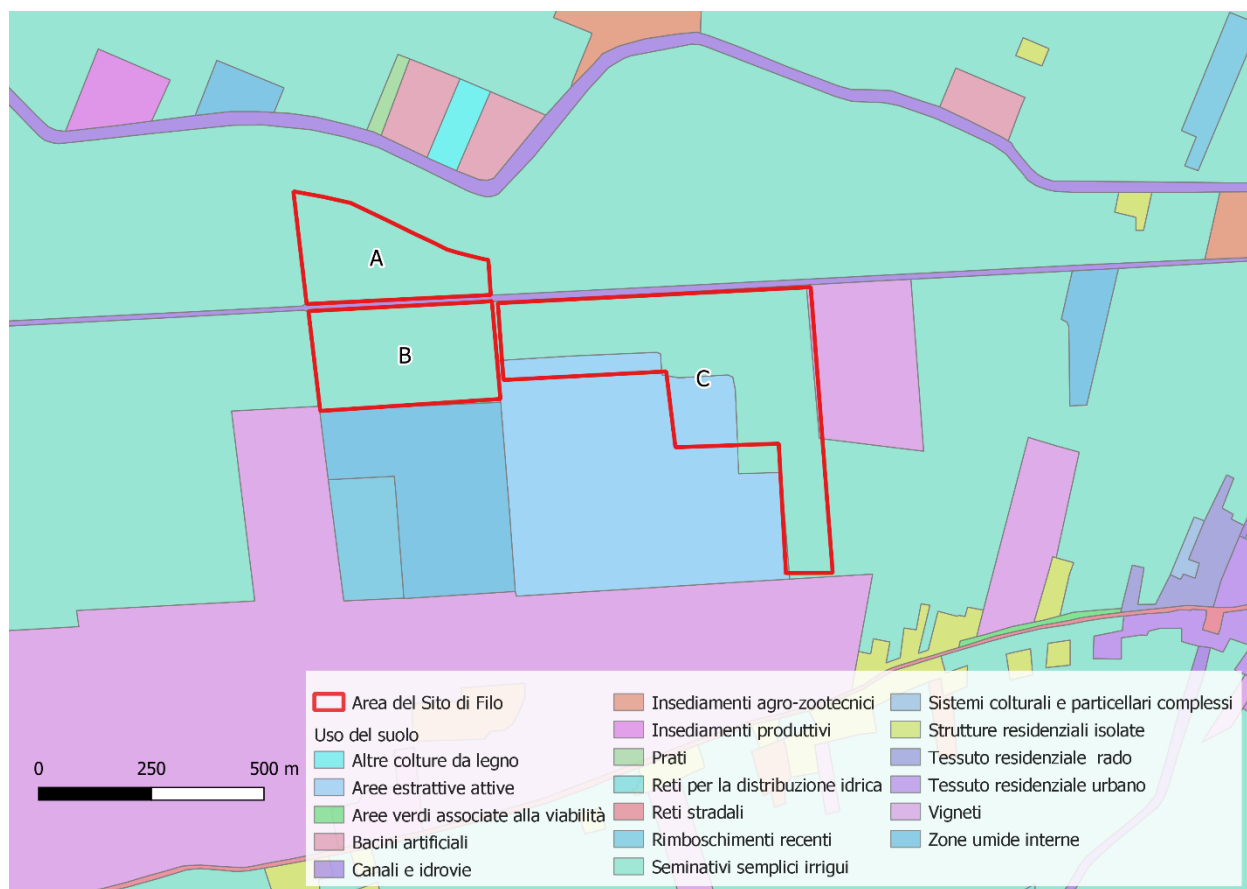 A
B
C
Area del Sito di Filo
Uso del suolo
Altre colture da legno
Aree estrattive attive
Aree verdi associate alla viabilità
Bacini artificiali
Canali e idrovie
Insediamenti agro-zootecnici
Insediamenti produttivi
Prati
Reti per la distribuzione idrica
Reti stradali
Rimboschimenti recenti
Seminativi semplici irrigui
Sistemi colturali e particellari complessi
Strutture residenziali isolate
Tessuto residenziale rado
Tessuto residenziale urbano
Vigneti
Zone umide interne
0 250 500 m